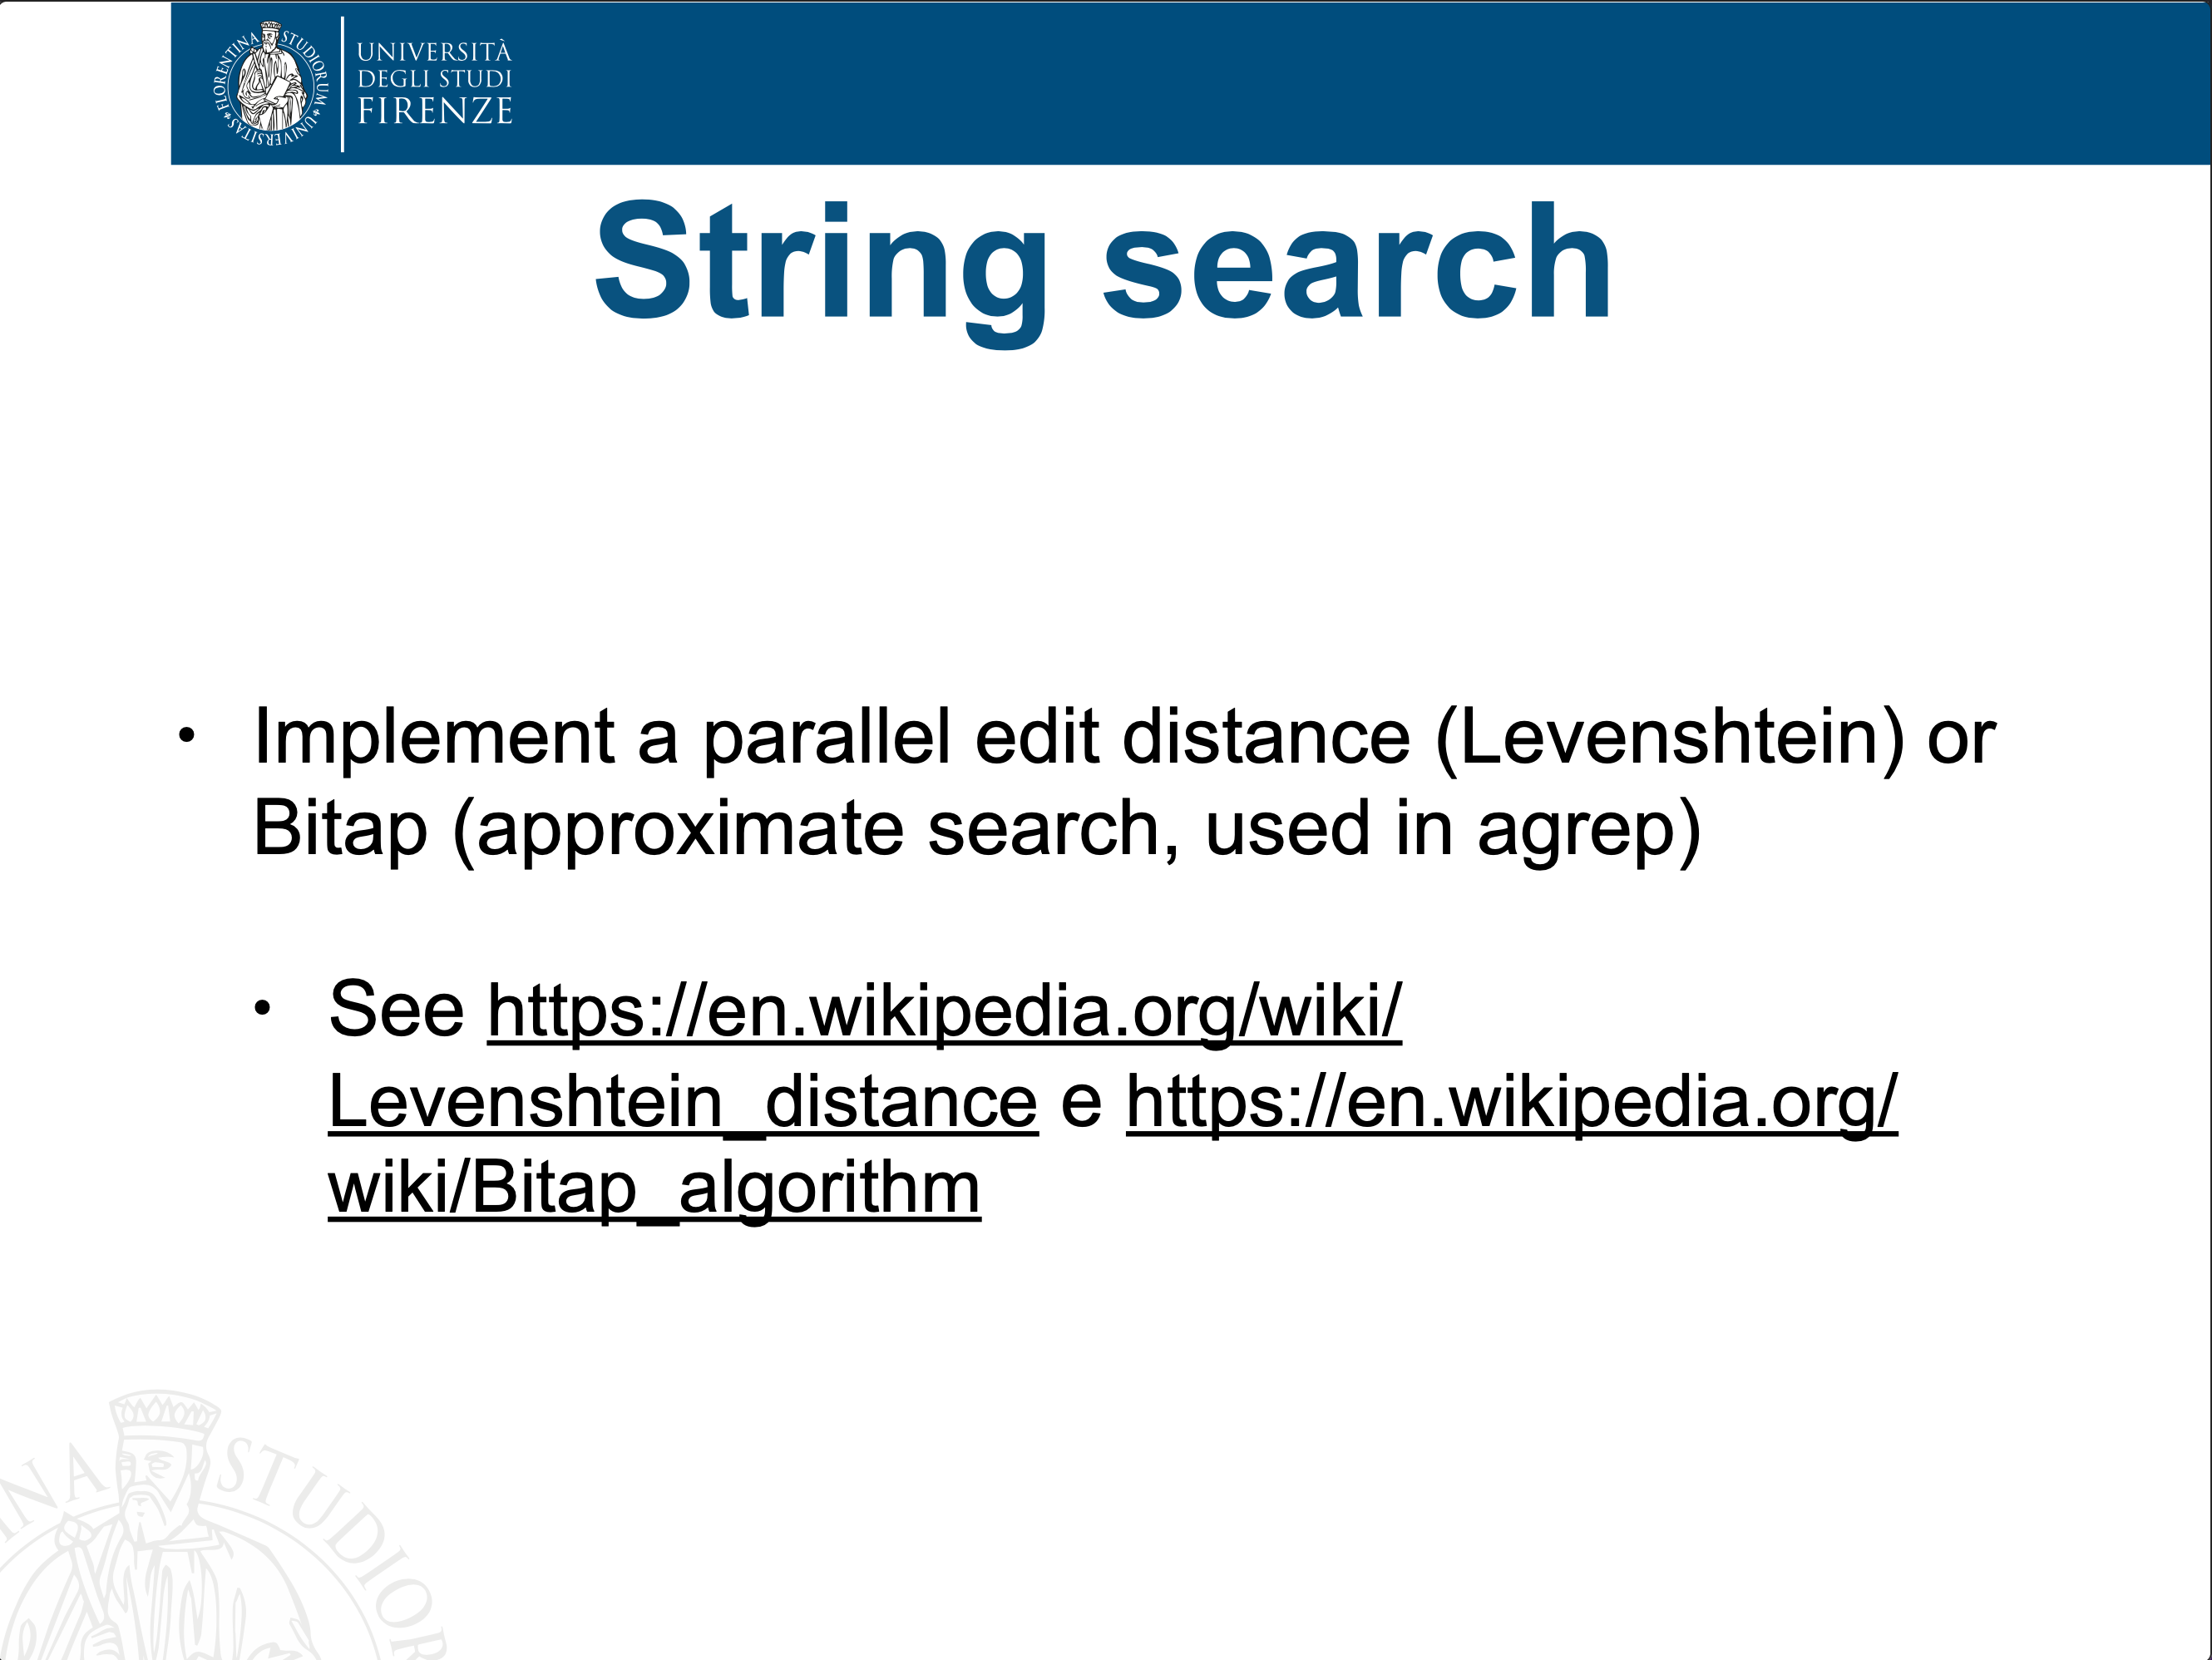 FLORENTINA STUDIORUM UNIVERSITAS
UNIVERSITÀ
DEGLI STUDI
FIRENZE
String search
• Implement a parallel edit distance (Levenshtein) or
Bitap (approximate search, used in agrep)
• See https://en.wikipedia.org/wiki/
Levenshtein_distance e https://en.wikipedia.org/
wiki/Bitap_algorithm
NA STUDIOR